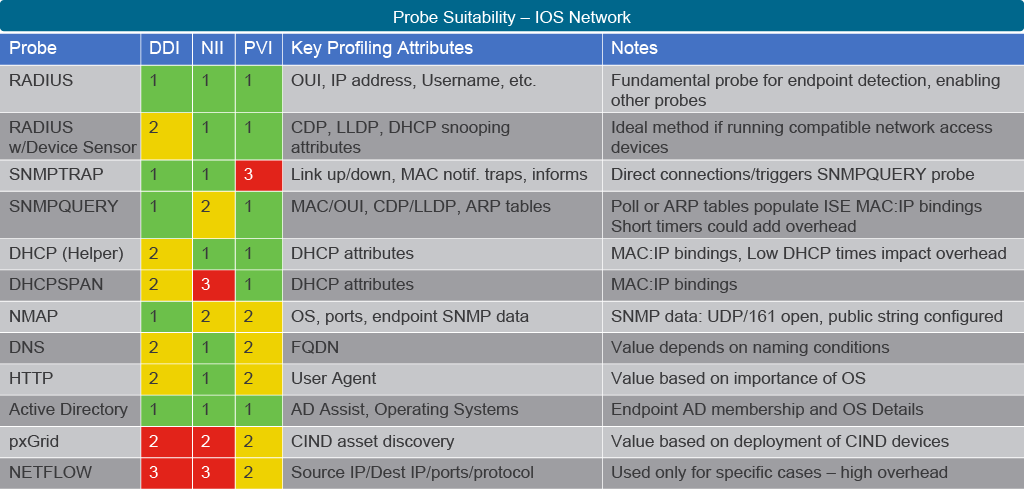 Probe Suitability – IOS Network
Probe DDI NII PVI Key Profiling Attributes Notes
RADIUS 1 1 1 OUI, IP address, Username, etc. Fundamental probe for endpoint detection, enabling
other probes
RADIUS 2 1 1 CDP, LLDP, DHCP snooping Ideal method if running compatible network access
w/Device Sensor attributes devices
SNMPTRAP 1 1 3 Link up/down, MAC notif. traps, informs Direct connections/triggers SNMPQUERY probe
SNMPQUERY 1 2 1 MAC/OUI, CDP/LLDP, ARP tables Poll or ARP tables populate ISE MAC:IP bindings
Short timers could add overhead
DHCP (Helper) 2 1 1 DHCP attributes MAC:IP bindings, Low DHCP times impact overhead
DHCPSPAN 2 3 1 DHCP attributes MAC:IP bindings
NMAP 1 2 2 OS, ports, endpoint SNMP data SNMP data: UDP/161 open, public string configured
DNS 2 1 2 FQDN Value depends on naming conditions
HTTP 2 1 2 User Agent Value based on importance of OS
Active Directory 1 1 1 AD Assist, Operating Systems Endpoint AD membership and OS Details
pxGrid 2 2 2 CIND asset discovery Value based on deployment of CIND devices
NETFLOW 3 3 2 Source IP/Dest IP/ports/protocol Used only for specific cases – high overhead